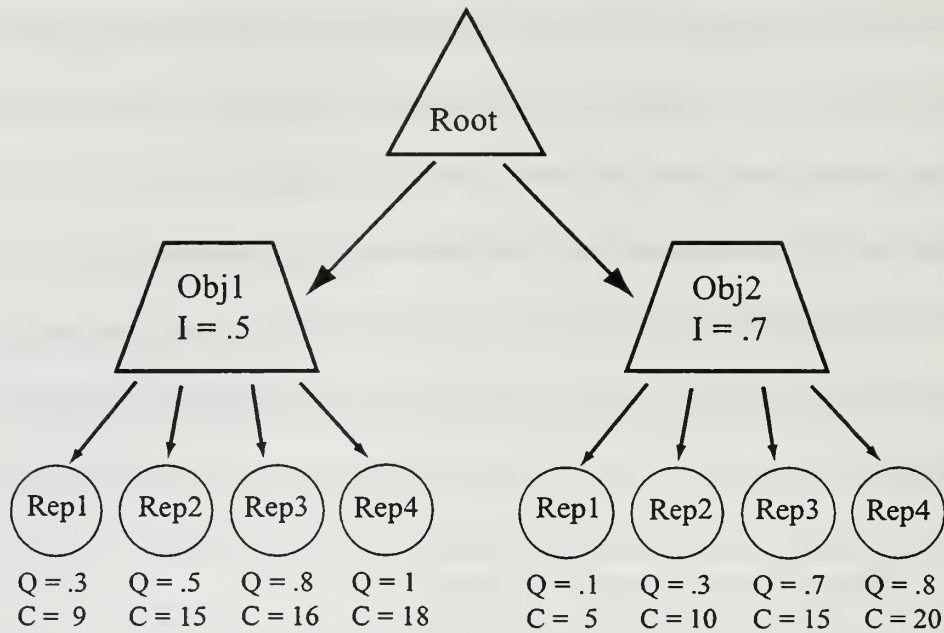 Root
Obj1
I = .5
Obj2
I = .7
Rep1 Rep2 Rep3 Rep4 Rep1 Rep2 Rep3 Rep4
Q = .3 Q = .5 Q = .8 Q = 1 Q = .1 Q = .3 Q = .7 Q = .8
C = 9 C = 15 C = 16 C = 18 C = 5 C = 10 C = 15 C = 20